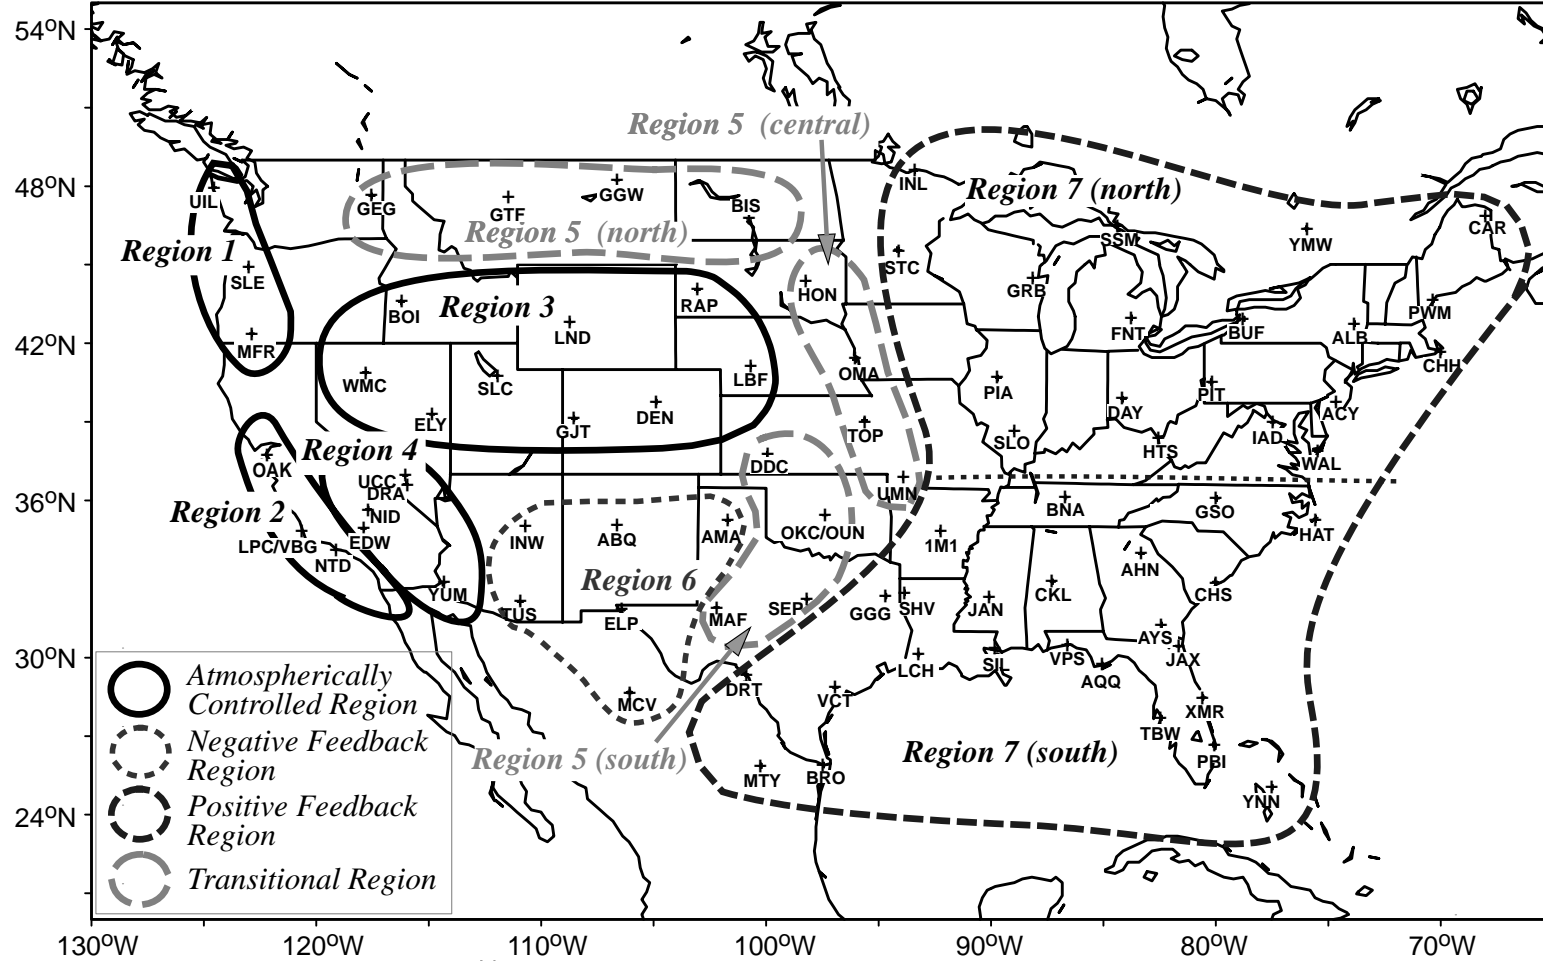 54°N
48°N
42°N
36°N
30°N
24°N
130°W
120°W
110°W
100°W
90°W
80°W
70°W
Region 5 (central)
Region 7 (north)
Region 1
Region 5 (north)
Region 3
Region 4
Region 2
Region 6
Region 5 (south)
Region 7 (south)
UIL
GEG
GTF
GGW
BIS
INL
SSM
YMW
CAR
SLE
BOI
RAP
HON
STC
GRB
PWM
MFR
LND
FNT
BUF
ALB
CHH
WMC
SLC
LBF
OMA
PIA
DAY
PIT
ACY
ELY
GJT
DEN
TOP
SLO
HTS
IAD
WAL
OAK
UCC
DRA
DDC
UMN
NID
BNA
GSO
HAT
LPC/VBG
EDW
NTD
INW
ABQ
AMA
OKC/OUN
1M1
AHN
YUM
TUS
ELP
MAF
SEP
GGG
SHV
JAN
CKL
CHS
AYS
JAX
MCV
DRT
VCT
LCH
SIL
VPS
AQQ
XMR
TBW
PBI
MTY
BRO
YNN
Atmospherically
Controlled Region
Negative Feedback
Region
Positive Feedback
Region
Transitional Region